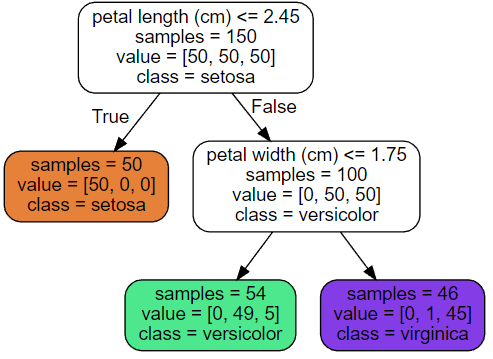 petal length (cm) <= 2.45
samples = 150
value = [50, 50, 50]
class = setosa
True
False
samples = 50
value = [50, 0, 0]
class = setosa
petal width (cm) <= 1.75
samples = 100
value = [0, 50, 50]
class = versicolor
samples = 54
value = [0, 49, 5]
class = versicolor
samples = 46
value = [0, 1, 45]
class = virginica